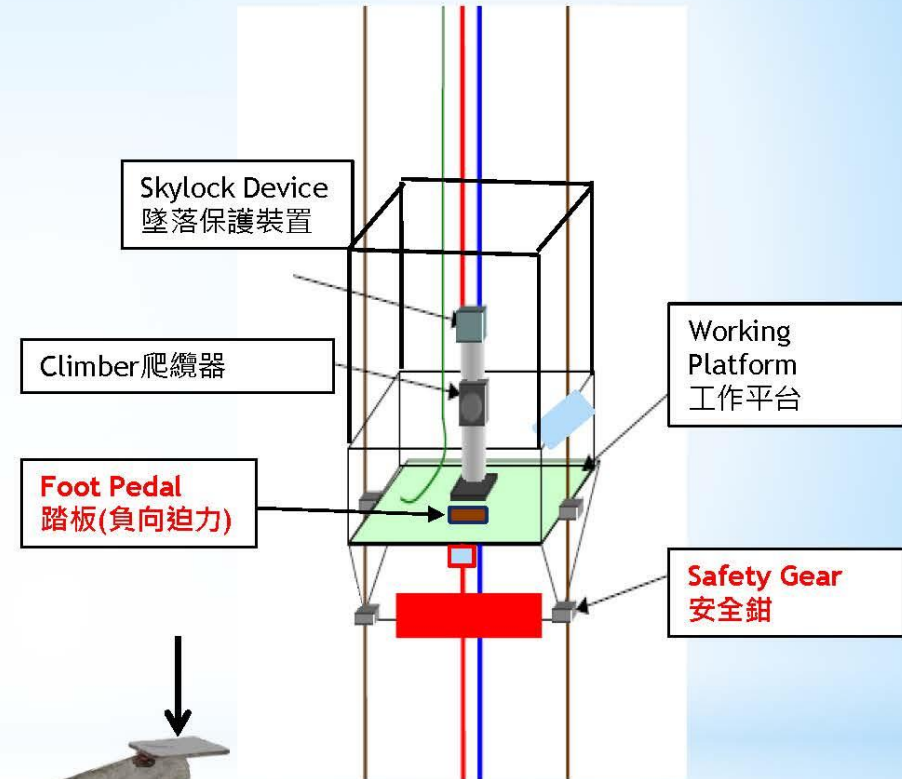 Skylock Device
墜落保護裝置
Climber爬纜器
Working
Platform
工作平台
Foot Pedal
踏板(負向迫力)
Safety Gear
安全鉗